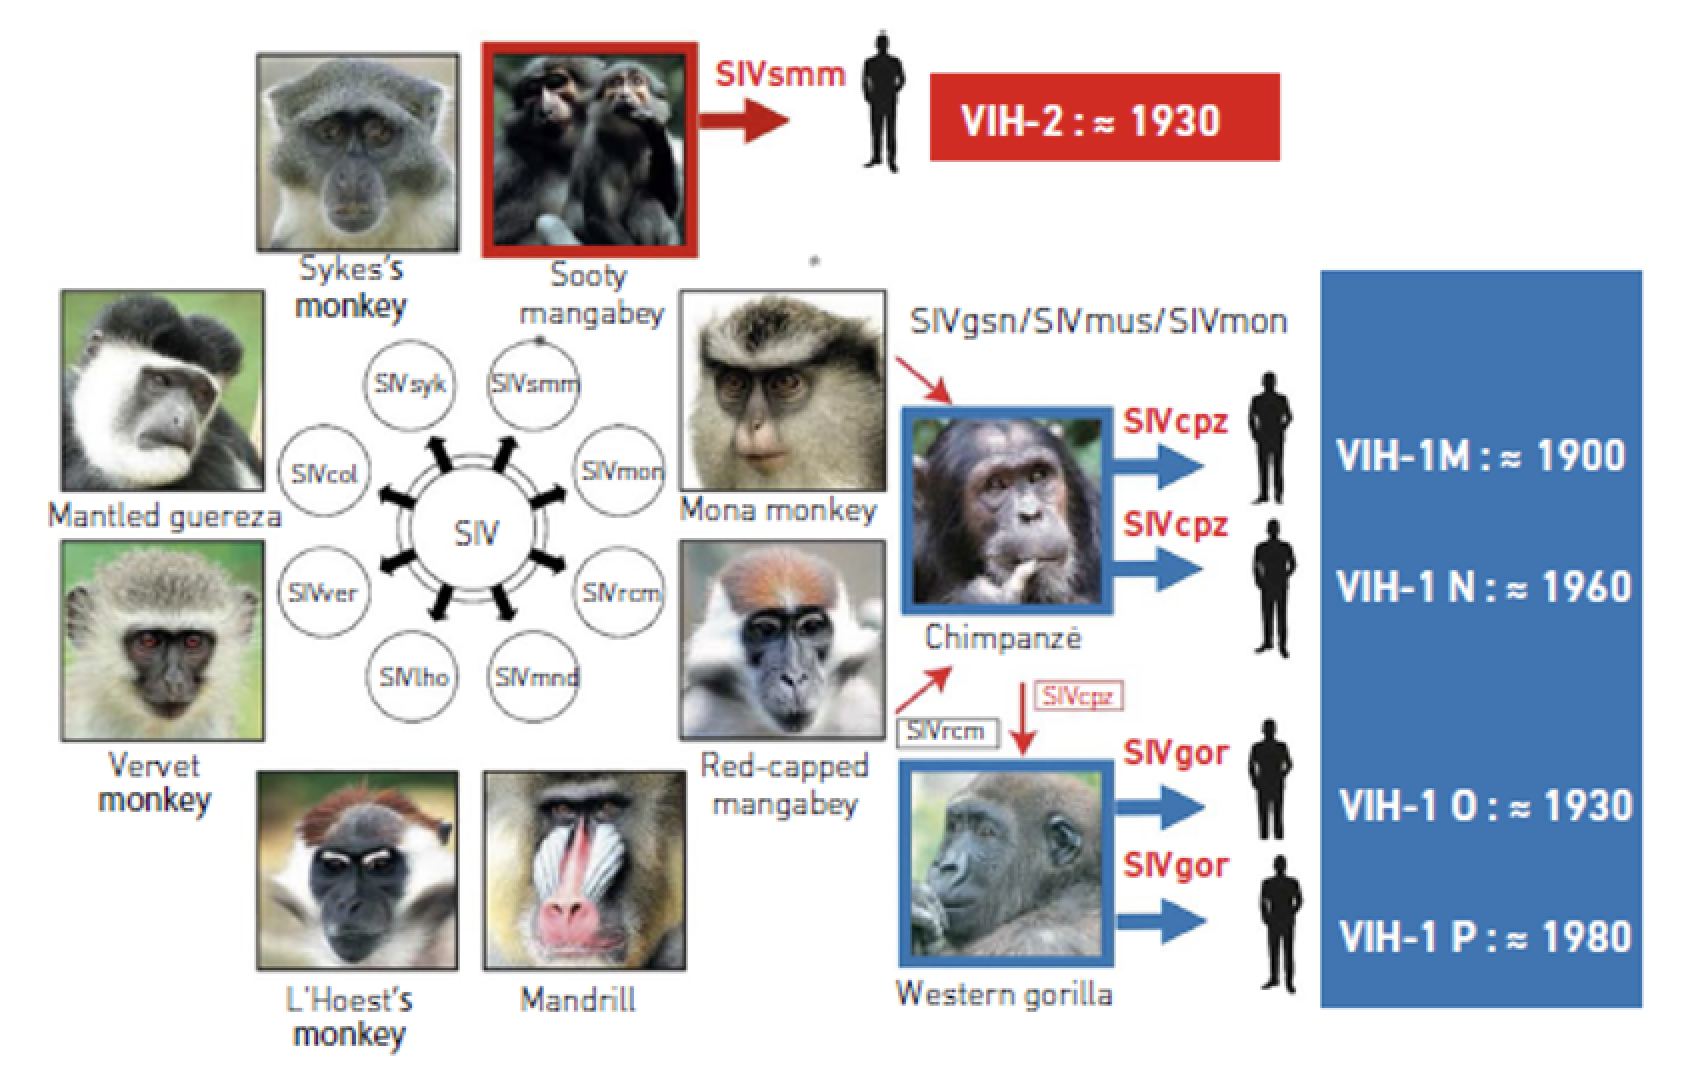 SIVsmm
VIH-2 : ≈ 1930
Sykes's
monkey
Sooty
mangabey
SIVgsn/SIVmus/SIVmon
SIVsyk
SIVsmm
SIVcol
SIVmon
SIV
SIVver
SIVrcm
SIVlho
SIVmnd
Mantled guereza
Mona monkey
SIVcpz
VIH-1M : ≈ 1900
SIVcpz
VIH-1 N : ≈ 1960
Chimpanzé
SIVcpz
SIVrcm
Vervet
monkey
Red-capped
mangabey
SIVgor
VIH-1 O : ≈ 1930
SIVgor
VIH-1 P : ≈ 1980
L'Hoest's
monkey
Mandrill
Western gorilla